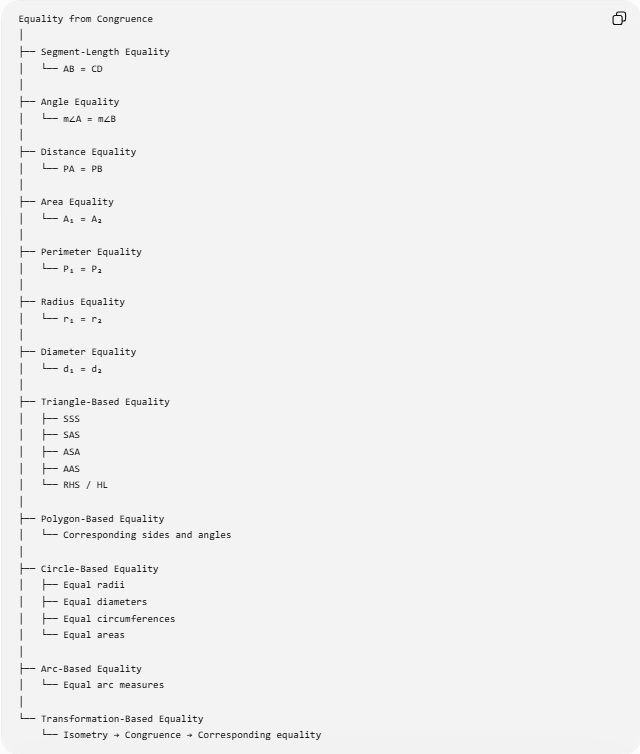 Equality from Congruence
│
├── Segment-Length Equality
│   └── AB = CD
│
├── Angle Equality
│   └── m∠A = m∠B
│
├── Distance Equality
│   └── PA = PB
│
├── Area Equality
│   └── A₁ = A₂
│
├── Perimeter Equality
│   └── P₁ = P₂
│
├── Radius Equality
│   └── r₁ = r₂
│
├── Diameter Equality
│   └── d₁ = d₂
│
├── Triangle-Based Equality
│   ├── SSS
│   ├── SAS
│   ├── ASA
│   ├── AAS
│   └── RHS / HL
│
├── Polygon-Based Equality
│   └── Corresponding sides and angles
│
├── Circle-Based Equality
│   ├── Equal radii
│   ├── Equal diameters
│   ├── Equal circumferences
│   └── Equal areas
│
├── Arc-Based Equality
│   └── Equal arc measures
│
└── Transformation-Based Equality
    └── Isometry → Congruence → Corresponding equality